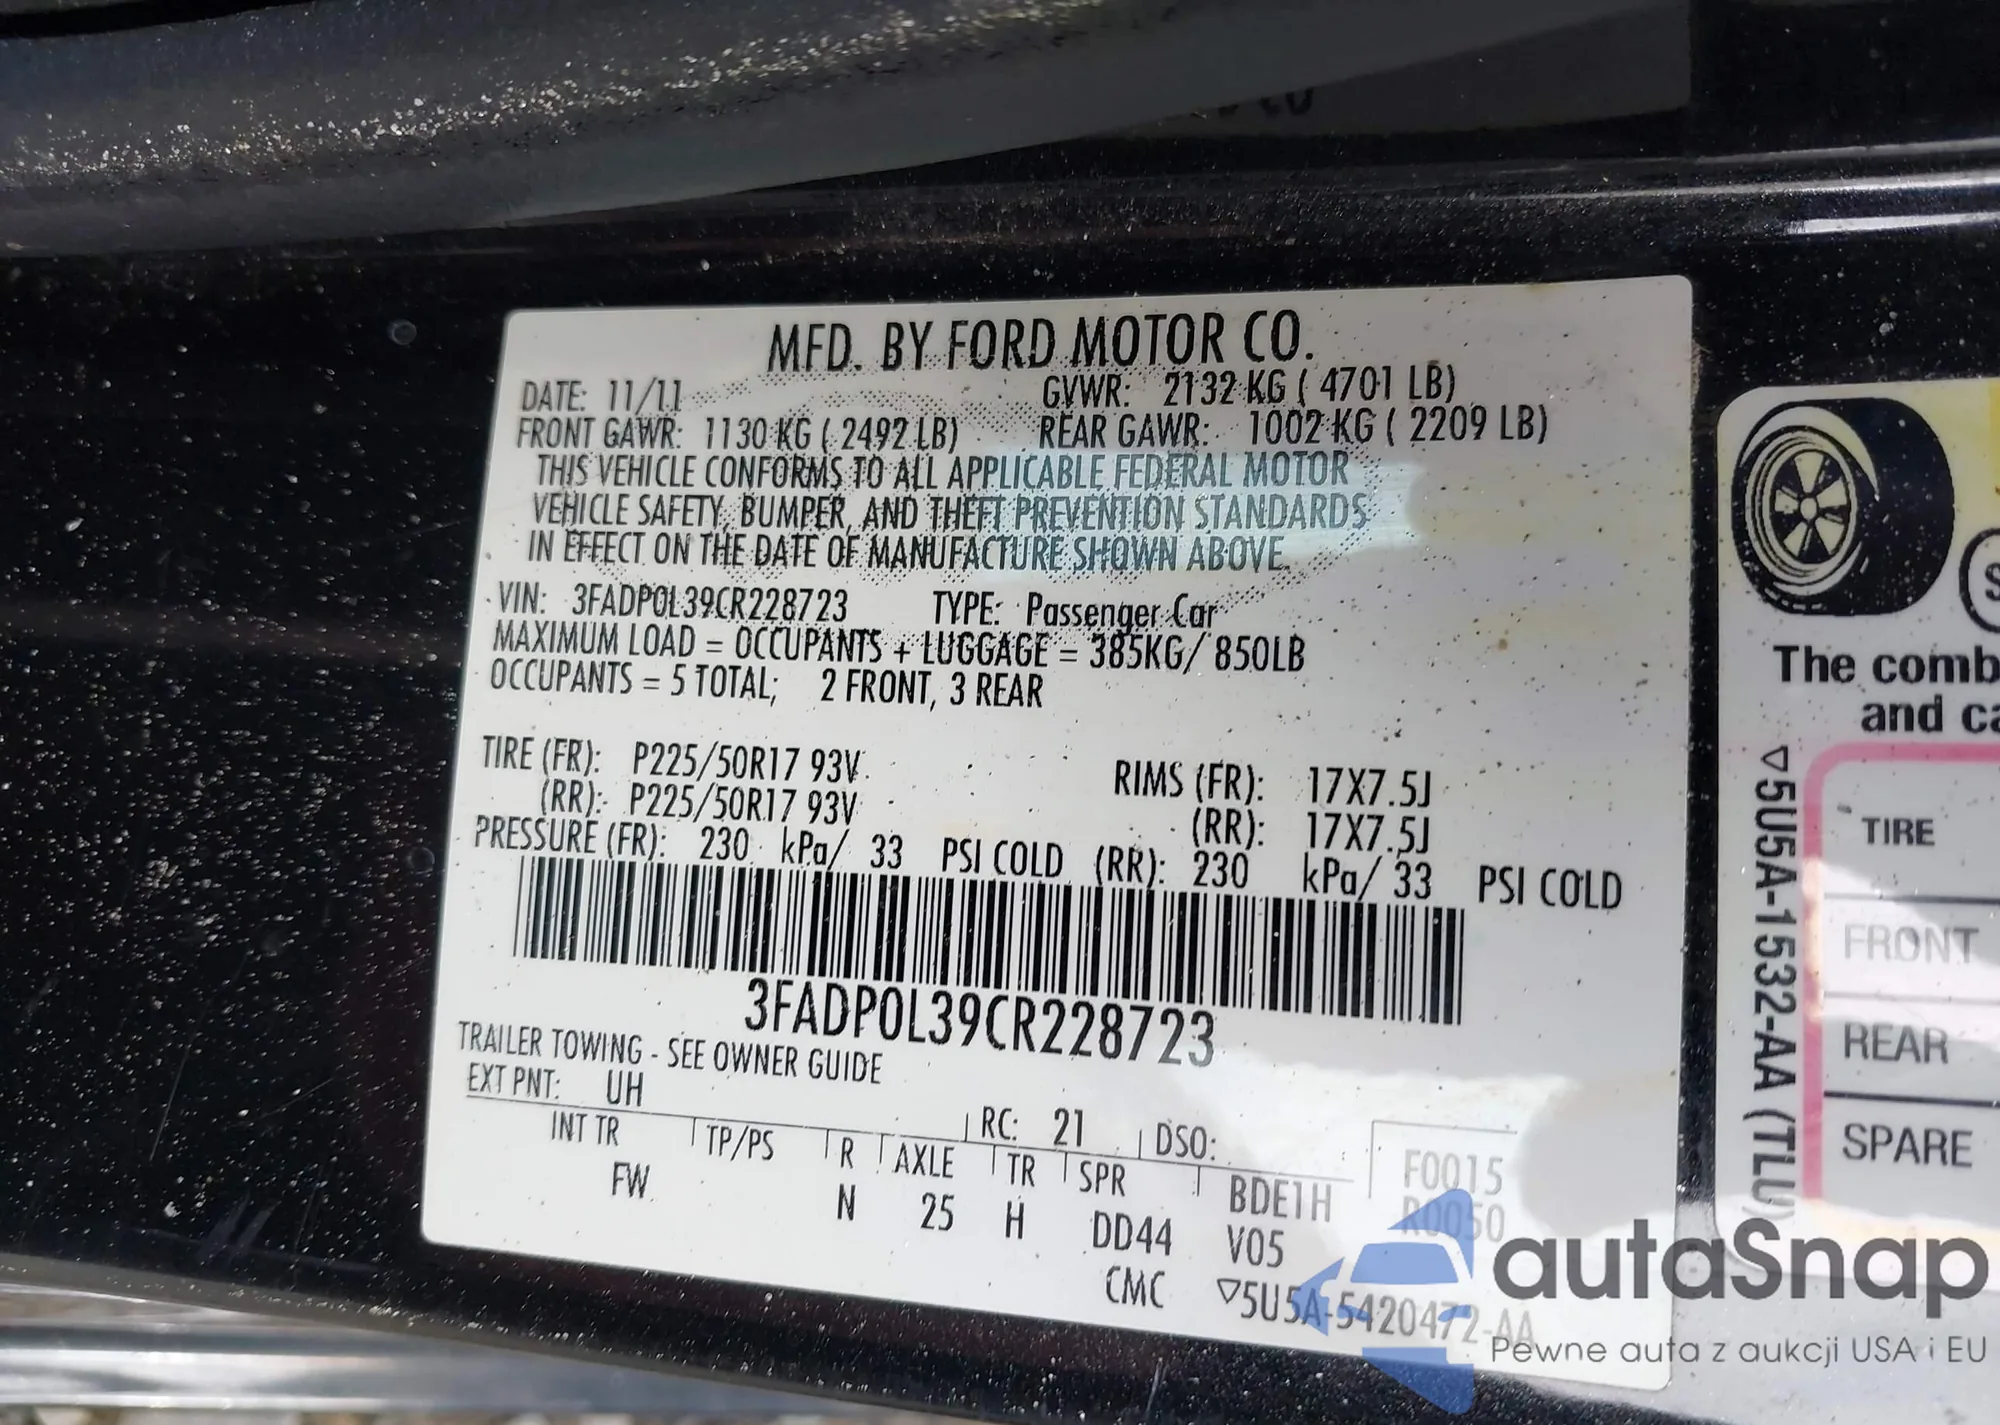 MFD. BY FORD MOTOR CO.
DATE: 11/11 GVWR: 2132 KG ( 4701 LB)
FRONT GAWR: 1130 KG ( 2492 LB) REAR GAWR: 1002 KG ( 2209 LB)
THIS VEHICLE CONFORMS TO ALL APPLICABLE FEDERAL MOTOR
VEHICLE SAFETY, BUMPER, AND THEFT PREVENTION STANDARDS
IN EFFECT ON THE DATE OF MANUFACTURE SHOWN ABOVE.
VIN: 3FADP0L39CR228723 TYPE: Passenger Car
MAXIMUM LOAD = OCCUPANTS + LUGGAGE = 385KG/ 850LB
OCCUPANTS = 5 TOTAL; 2 FRONT, 3 REAR
TIRE (FR): P225/50R17 93V RIMS (FR): 17X7.5J
(RR): P225/50R17 93V (RR): 17X7.5J
PRESSURE (FR): 230 kPa/ 33 PSI COLD (RR): 230 kPa/ 33 PSI COLD
3FADP0L39CR228723
TRAILER TOWING - SEE OWNER GUIDE
EXT PNT: UH RC: 21 DSO:
INT TR TP/PS R AXLE TR SPR BDE1H F0015
FW N 25 H DD44 V05 R0050
CMC ▽5U5A-5420472-AA
The comb
and ca
▽5U5A-1532-AA (TLU)
TIRE
FRONT
REAR
SPARE
autaSnap
Pewne auta z aukcji USA i EU